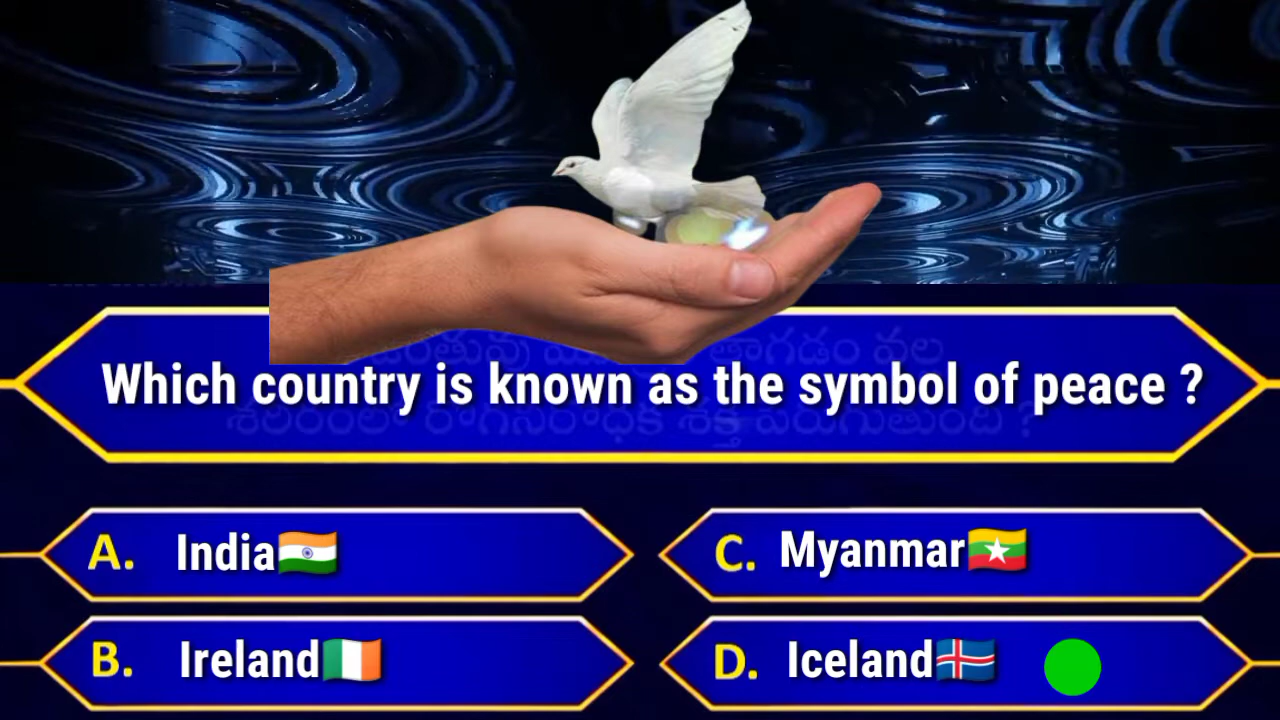 Which country is known as the symbol of peace ?
A. India
C. Myanmar
B. Ireland
D. Iceland